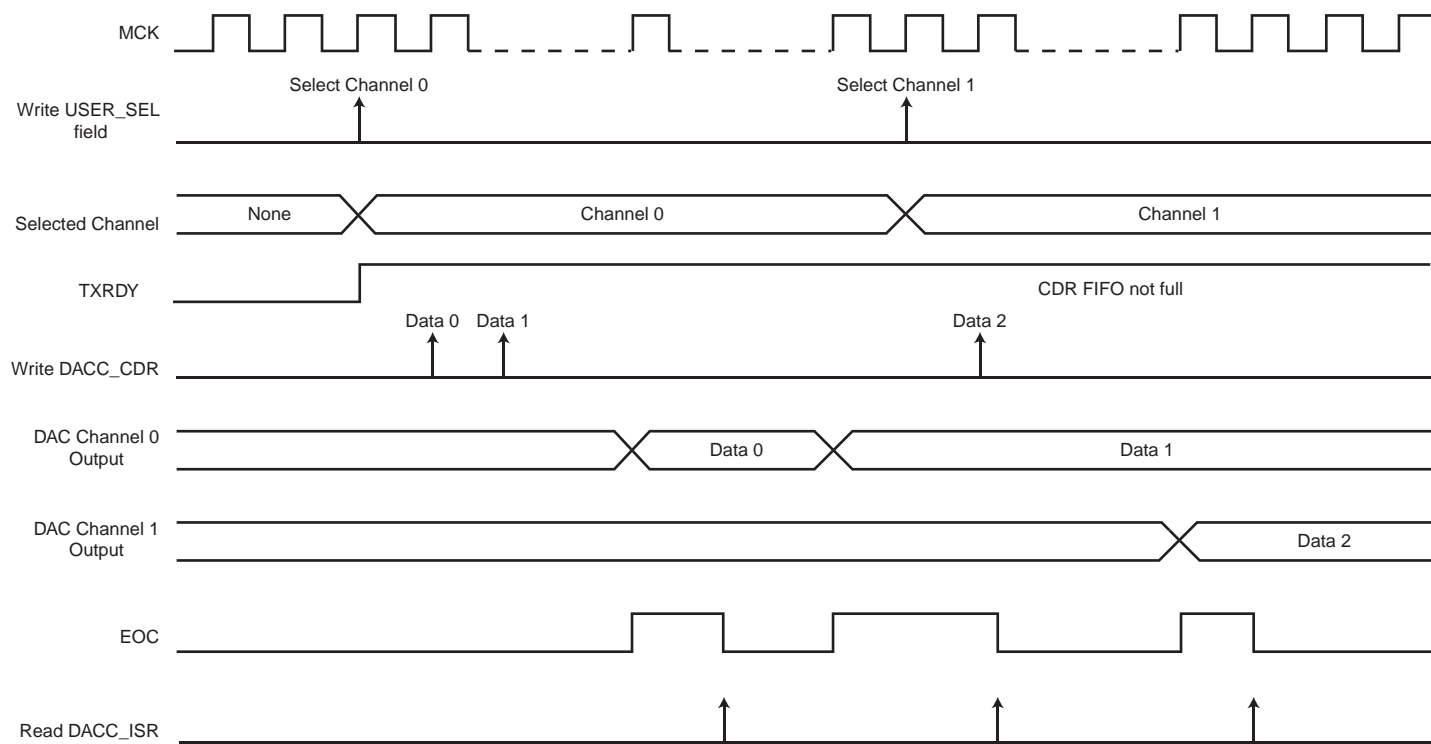 MCK
Select Channel 0
Select Channel 1
Write USER_SEL
field
Selected Channel
None
Channel 0
Channel 1
TXRDY
CDR FIFO not full
Data 0
Data 1
Data 2
Write DACC_CDR
DAC Channel 0
Output
Data 0
Data 1
DAC Channel 1
Output
Data 2
EOC
Read DACC_ISR